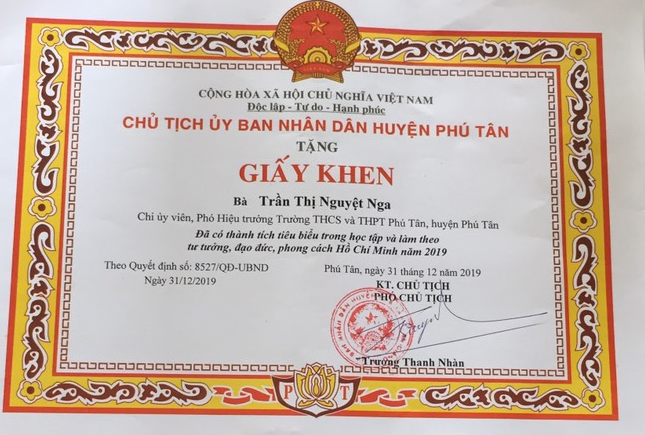 CỘNG HÒA XÃ HỘI CHỦ NGHĨA VIỆT NAM
Độc lập - Tự do - Hạnh phúc
CHỦ TỊCH ỦY BAN NHÂN DÂN HUYỆN PHÚ TÂN
TẶNG
GIẤY KHEN
Bà Trần Thị Nguyệt Nga
Chi ủy viên, Phó Hiệu trưởng Trường THCS và THPT Phú Tân, huyện Phú Tân
Đã có thành tích tiêu biểu trong học tập và làm theo
tư tưởng, đạo đức, phong cách Hồ Chí Minh năm 2019
Theo Quyết định số: 8527/QĐ-UBND
Ngày 31/12/2019
Phú Tân, ngày 31 tháng 12 năm 2019
KT. CHỦ TỊCH
PHÓ CHỦ TỊCH
Trương Thanh Nhàn
P T